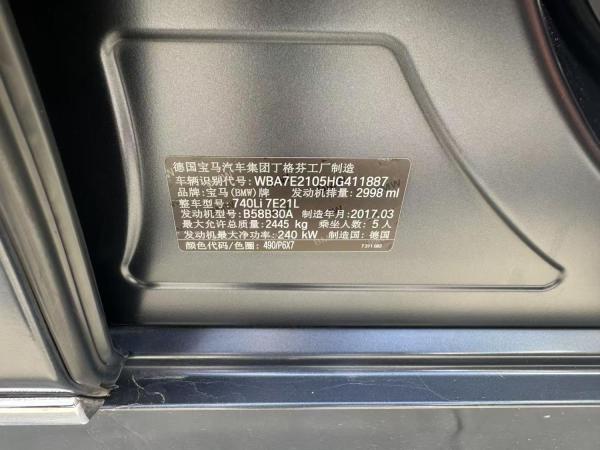 德国宝马汽车集团丁格芬工厂制造
车辆识别代号: WBA7E2105HG411887
品牌: 宝马(BMW)牌 发动机排量: 2998 ml
整车型号: 740Li 7E21L
发动机型号: B58B30A 制造年月: 2017.03
最大允许总质量: 2445 kg 乘坐人数: 5人
发动机最大净功率: 240 kW 制造国: 德国
颜色代码/色圈: 490/P6X7